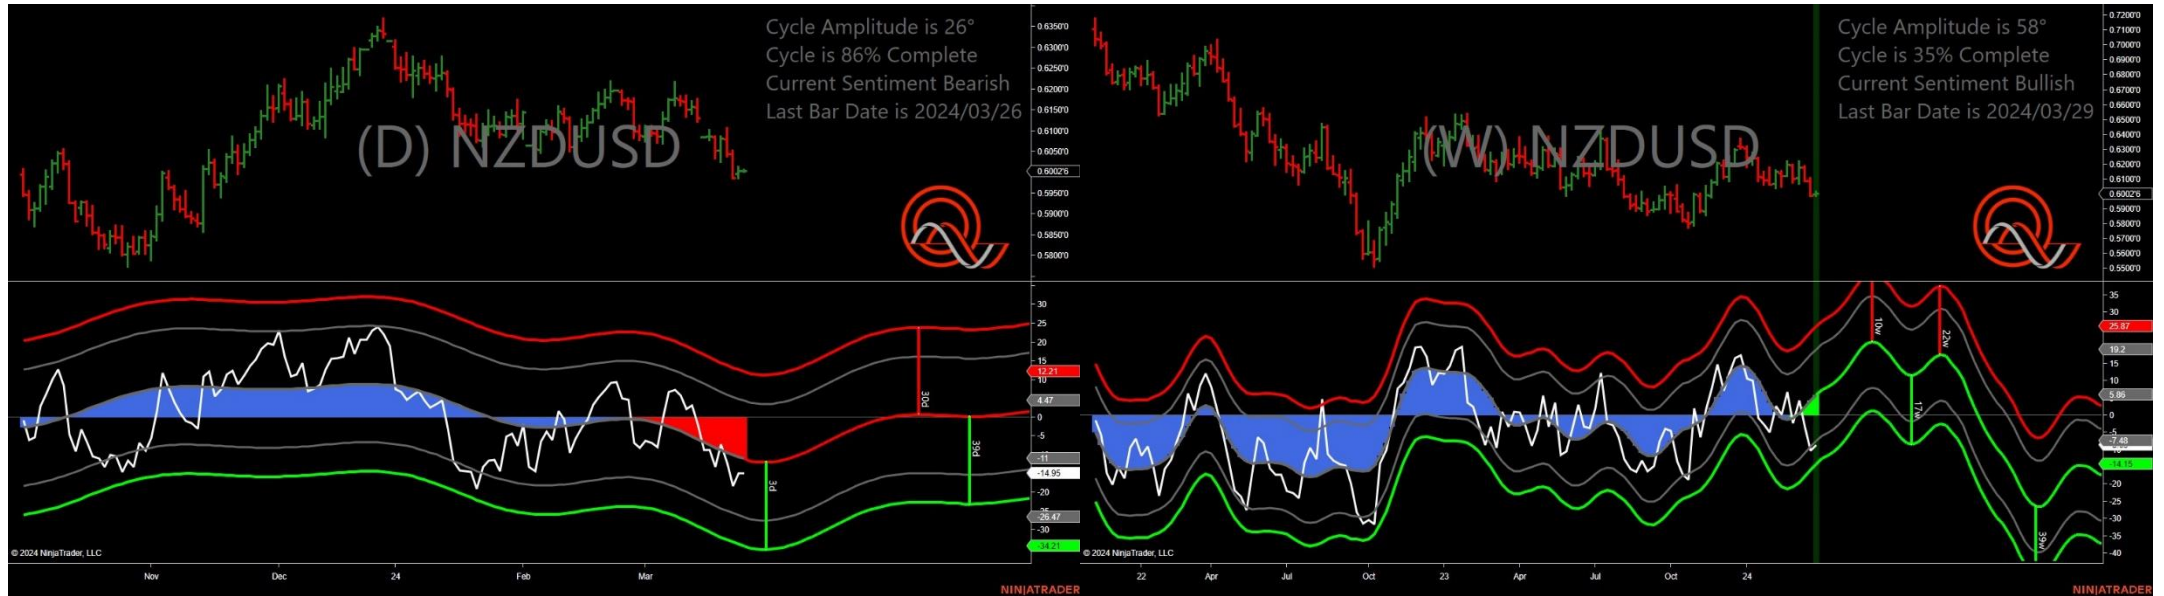 Cycle Amplitude is 26°
Cycle is 86% Complete
Current Sentiment Bearish
Last Bar Date is 2024/03/26
(D) NZDUSD
0.6350'0
0.6300'0
0.6250'0
0.6200'0
0.6150'0
0.6100'0
0.6050'0
0.6002'6
0.5950'0
0.5900'0
0.5850'0
0.5800'0
30
25
20
15
12.21
10
4.47
0
-5
-11
-14.95
-20
-26.47
-30
-34.21
30d
39d
3d
© 2024 NinjaTrader, LLC
Nov
Dec
24
Feb
Mar
NINJATRADER
Cycle Amplitude is 58°
Cycle is 35% Complete
Current Sentiment Bullish
Last Bar Date is 2024/03/29
(W) NZDUSD
0.7200'0
0.7100'0
0.7000'0
0.6900'0
0.6800'0
0.6700'0
0.6600'0
0.6500'0
0.6400'0
0.6300'0
0.6200'0
0.6100'0
0.6002'6
0.5900'0
0.5800'0
0.5700'0
0.5600'0
0.5500'0
35
30
25.87
19.2
15
10
5.86
0
-5
-7.48
-14.15
-20
-25
-30
-35
-40
10w
22w
17w
39w
© 2024 NinjaTrader, LLC
22
Apr
Jul
Oct
23
Apr
Jul
Oct
24
NINJATRADER